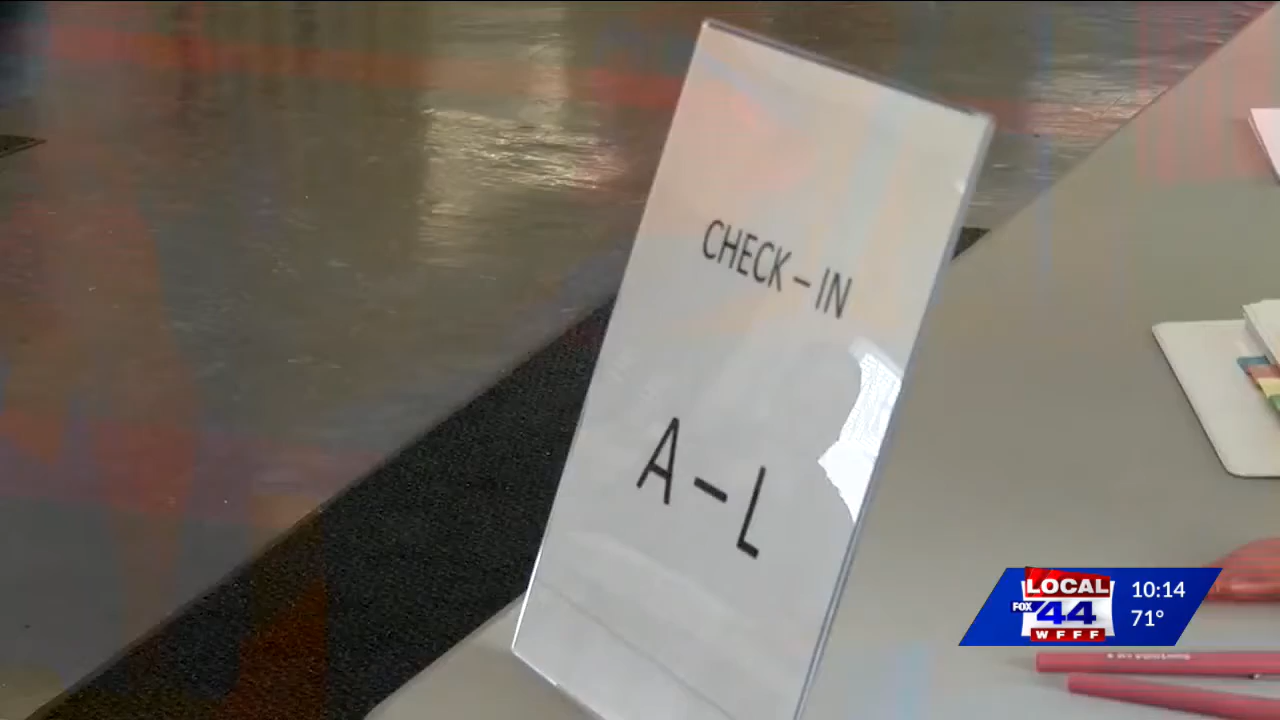 CHECK – IN
A – L
LOCAL
FOX 44
WFFF
10:14
71°